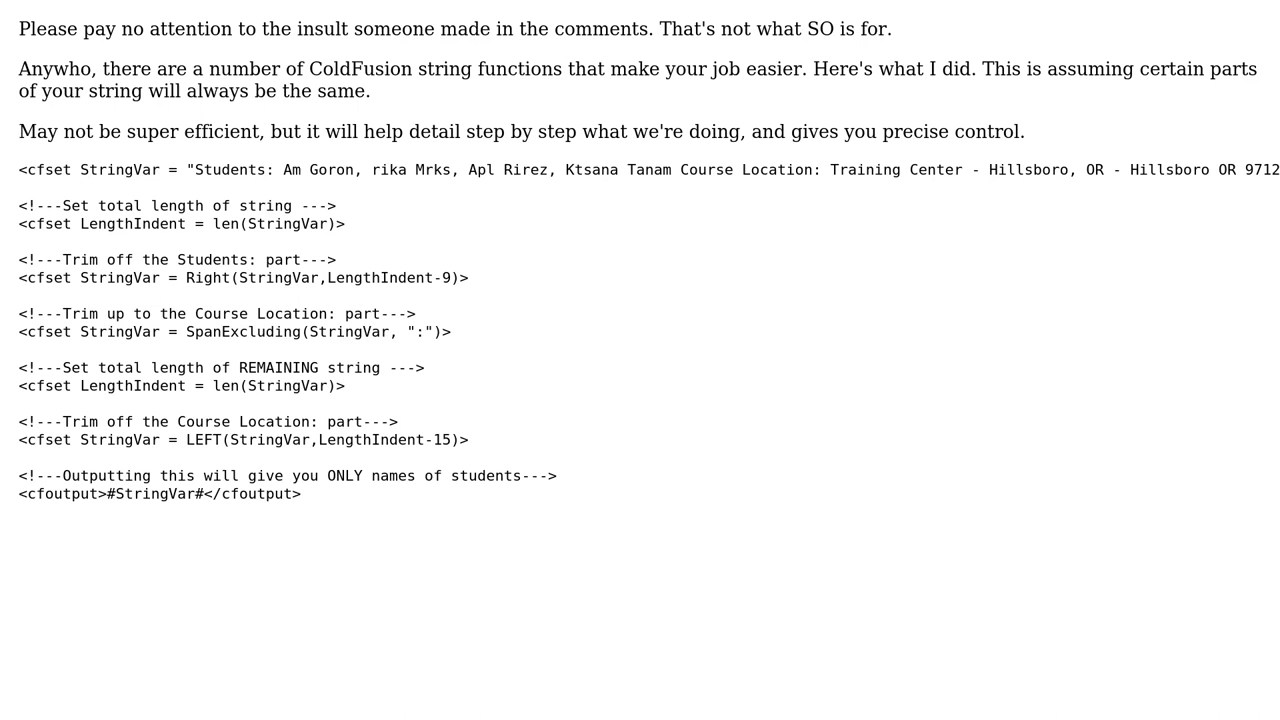 Please pay no attention to the insult someone made in the comments. That's not what SO is for.
Anywho, there are a number of ColdFusion string functions that make your job easier. Here's what I did. This is assuming certain parts
of your string will always be the same.
May not be super efficient, but it will help detail step by step what we're doing, and gives you precise control.
<cfset StringVar = "Students: Am Goron, rika Mrks, Apl Rirez, Ktsana Tanam Course Location: Training Center - Hillsboro, OR - Hillsboro OR 9712
<!---Set total length of string --->
<cfset LengthIndent = len(StringVar)>
<!---Trim off the Students: part--->
<cfset StringVar = Right(StringVar,LengthIndent-9)>
<!---Trim up to the Course Location: part--->
<cfset StringVar = SpanExcluding(StringVar, ":")>
<!---Set total length of REMAINING string --->
<cfset LengthIndent = len(StringVar)>
<!---Trim off the Course Location: part--->
<cfset StringVar = LEFT(StringVar,LengthIndent-15)>
<!---Outputting this will give you ONLY names of students--->
<cfoutput>#StringVar#</cfoutput>